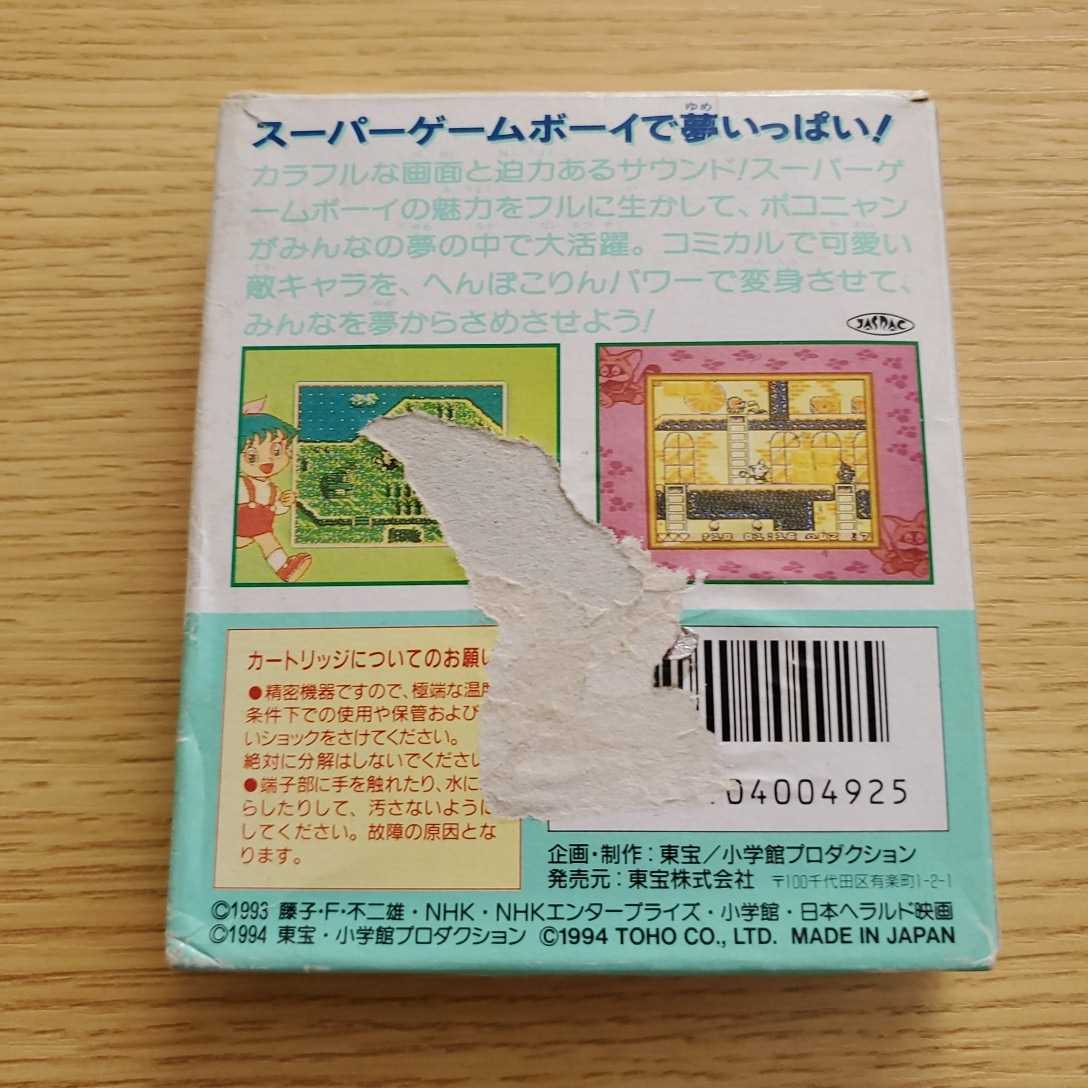 スーパーゲームボーイで夢いっぱい!
ゆめ
カラフルな画面と迫力あるサウンド!スーパーゲ
ームボーイの魅力をフルに生かして、ポコニャン
がみんなの夢の中で大活躍。コミカルで可愛い
敵キャラを、へんぽこりんパワーで変身させて、
みんなを夢からさめさせよう!
JASRAC
カートリッジについてのお願い
●精密機器ですので、極端な温度
条件下での使用や保管および
いショックをさけてください。
絶対に分解はしないでください
●端子部に手を触れたり、水に
らしたりして、汚さないように
してください。故障の原因とな
ります。
04004925
企画・制作:東宝/小学館プロダクション
発売元:東宝株式会社 〒100千代田区有楽町1-2-1
©1993 藤子・F・不二雄・NHK・NHKエンタープライズ・小学館・日本ヘラルド映画
©1994 東宝・小学館プロダクション ©1994 TOHO CO., LTD. MADE IN JAPAN